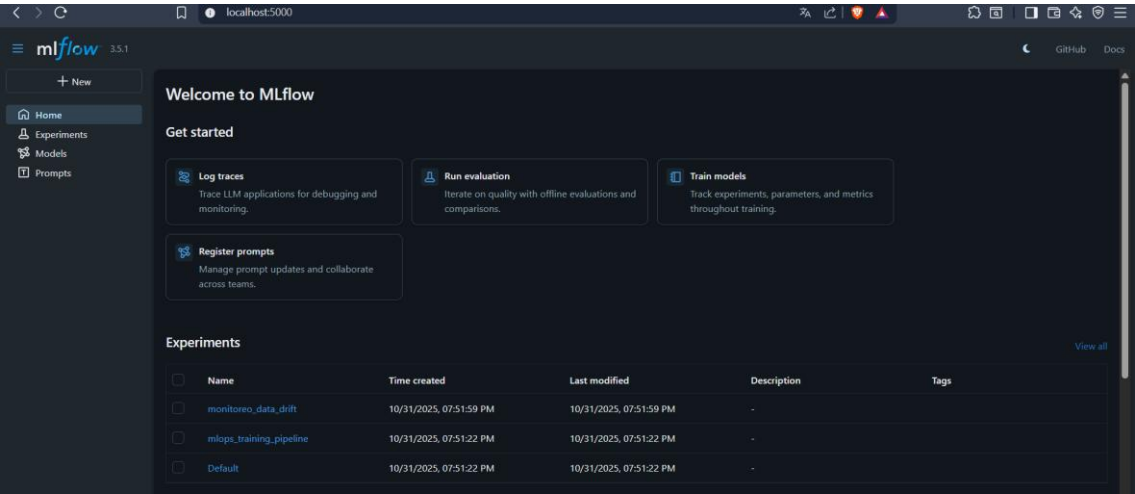 localhost:5000
mlflow 3.5.1
GitHub Docs
+ New
Home
Experiments
Models
Prompts
Welcome to MLflow
Get started
Log traces
Trace LLM applications for debugging and
monitoring.
Run evaluation
Iterate on quality with offline evaluations and
comparisons.
Train models
Track experiments, parameters, and metrics
throughout training.
Register prompts
Manage prompt updates and collaborate
across teams.
Experiments
View all
Name Time created Last modified Description Tags
monitoreo_data_drift 10/31/2025, 07:51:59 PM 10/31/2025, 07:51:59 PM -
mlops_training_pipeline 10/31/2025, 07:51:22 PM 10/31/2025, 07:51:22 PM -
Default 10/31/2025, 07:51:22 PM 10/31/2025, 07:51:22 PM -